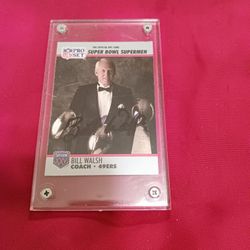 PRO SET
SUPER BOWL SUPERMEN
BILL WALSH
COACH • 49ERS